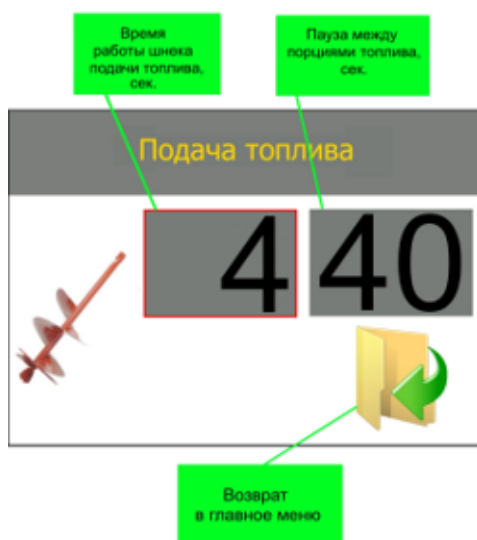 Время
работы шнека
подачи топлива,
сек.
Пауза между
порциями топлива,
сек.
Подача топлива
4
40
Возврат
в главное меню